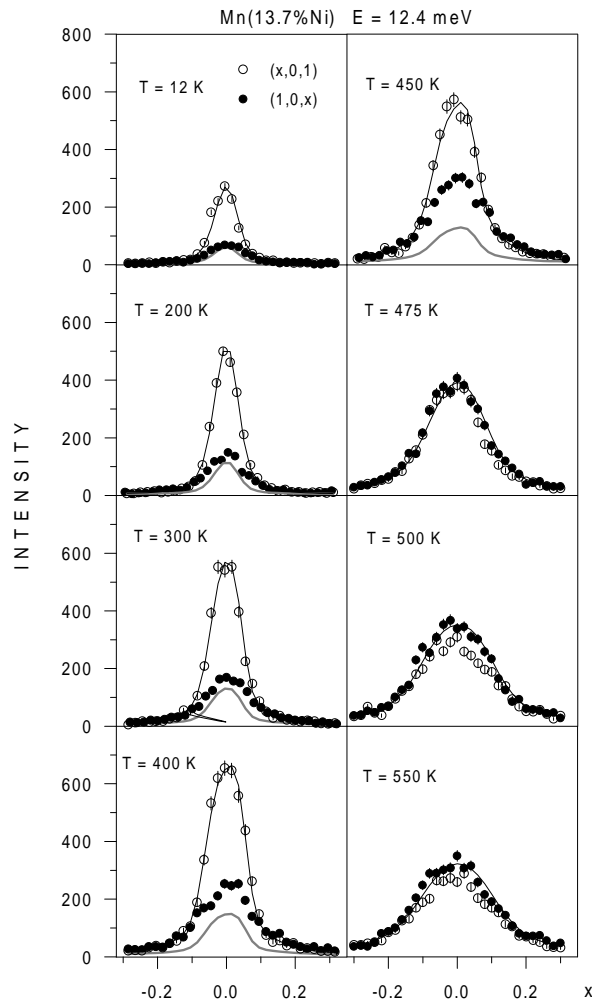 Mn(13.7%Ni) E = 12.4 meV
800
T = 12 K
(x,0,1)
(1,0,x)
T = 450 K
600
400
200
0
T = 200 K
T = 475 K
600
400
200
0
T = 300 K
T = 500 K
600
400
200
0
T = 400 K
T = 550 K
600
400
200
0
INTENSITY
-0.2 0.0 0.2 -0.2 0.0 0.2 x